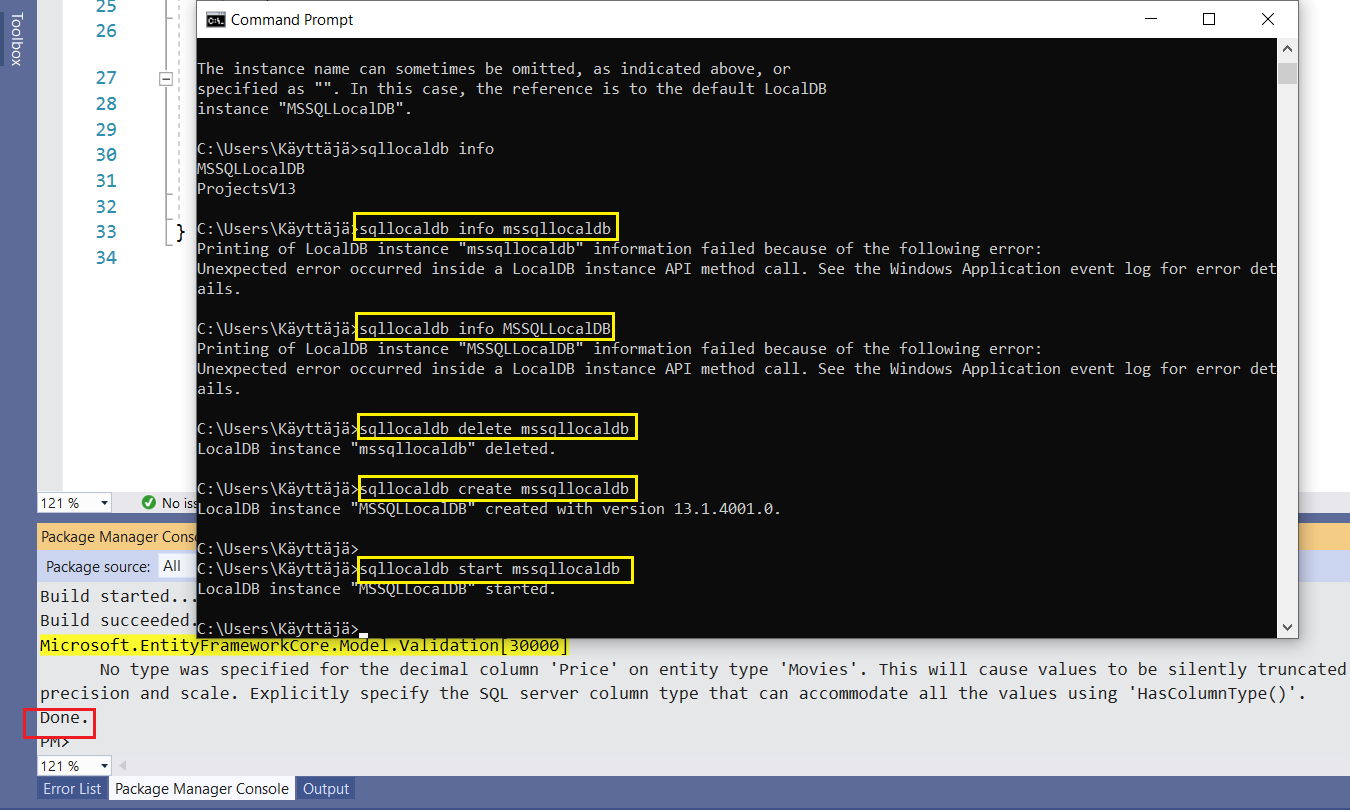 Toolbox
25
26
27
28
29
30
31
32
33 }
34
121 %
No iss
Command Prompt
The instance name can sometimes be omitted, as indicated above, or
specified as "". In this case, the reference is to the default LocalDB
instance "MSSQLLocalDB".
C:\Users\Käyttäjä>sqllocaldb info
MSSQLLocalDB
ProjectsV13
C:\Users\Käyttäjä>sqllocaldb info mssqllocaldb
Printing of LocalDB instance "mssqllocaldb" information failed because of the following error:
Unexpected error occurred inside a LocalDB instance API method call. See the Windows Application event log for error det
ails.
C:\Users\Käyttäjä>sqllocaldb info MSSQLLocalDB
Printing of LocalDB instance "MSSQLLocalDB" information failed because of the following error:
Unexpected error occurred inside a LocalDB instance API method call. See the Windows Application event log for error det
ails.
C:\Users\Käyttäjä>sqllocaldb delete mssqllocaldb
LocalDB instance "mssqllocaldb" deleted.
C:\Users\Käyttäjä>sqllocaldb create mssqllocaldb
LocalDB instance "MSSQLLocalDB" created with version 13.1.4001.0.
C:\Users\Käyttäjä>
C:\Users\Käyttäjä>sqllocaldb start mssqllocaldb
LocalDB instance "MSSQLLocalDB" started.
C:\Users\Käyttäjä>
Package Manager Conso
Package source: All
Build started...
Build succeeded.
Microsoft.EntityFrameworkCore.Model.Validation[30000]
No type was specified for the decimal column 'Price' on entity type 'Movies'. This will cause values to be silently truncated
precision and scale. Explicitly specify the SQL server column type that can accommodate all the values using 'HasColumnType()'.
Done.
PM>
121 %
Error List Package Manager Console Output